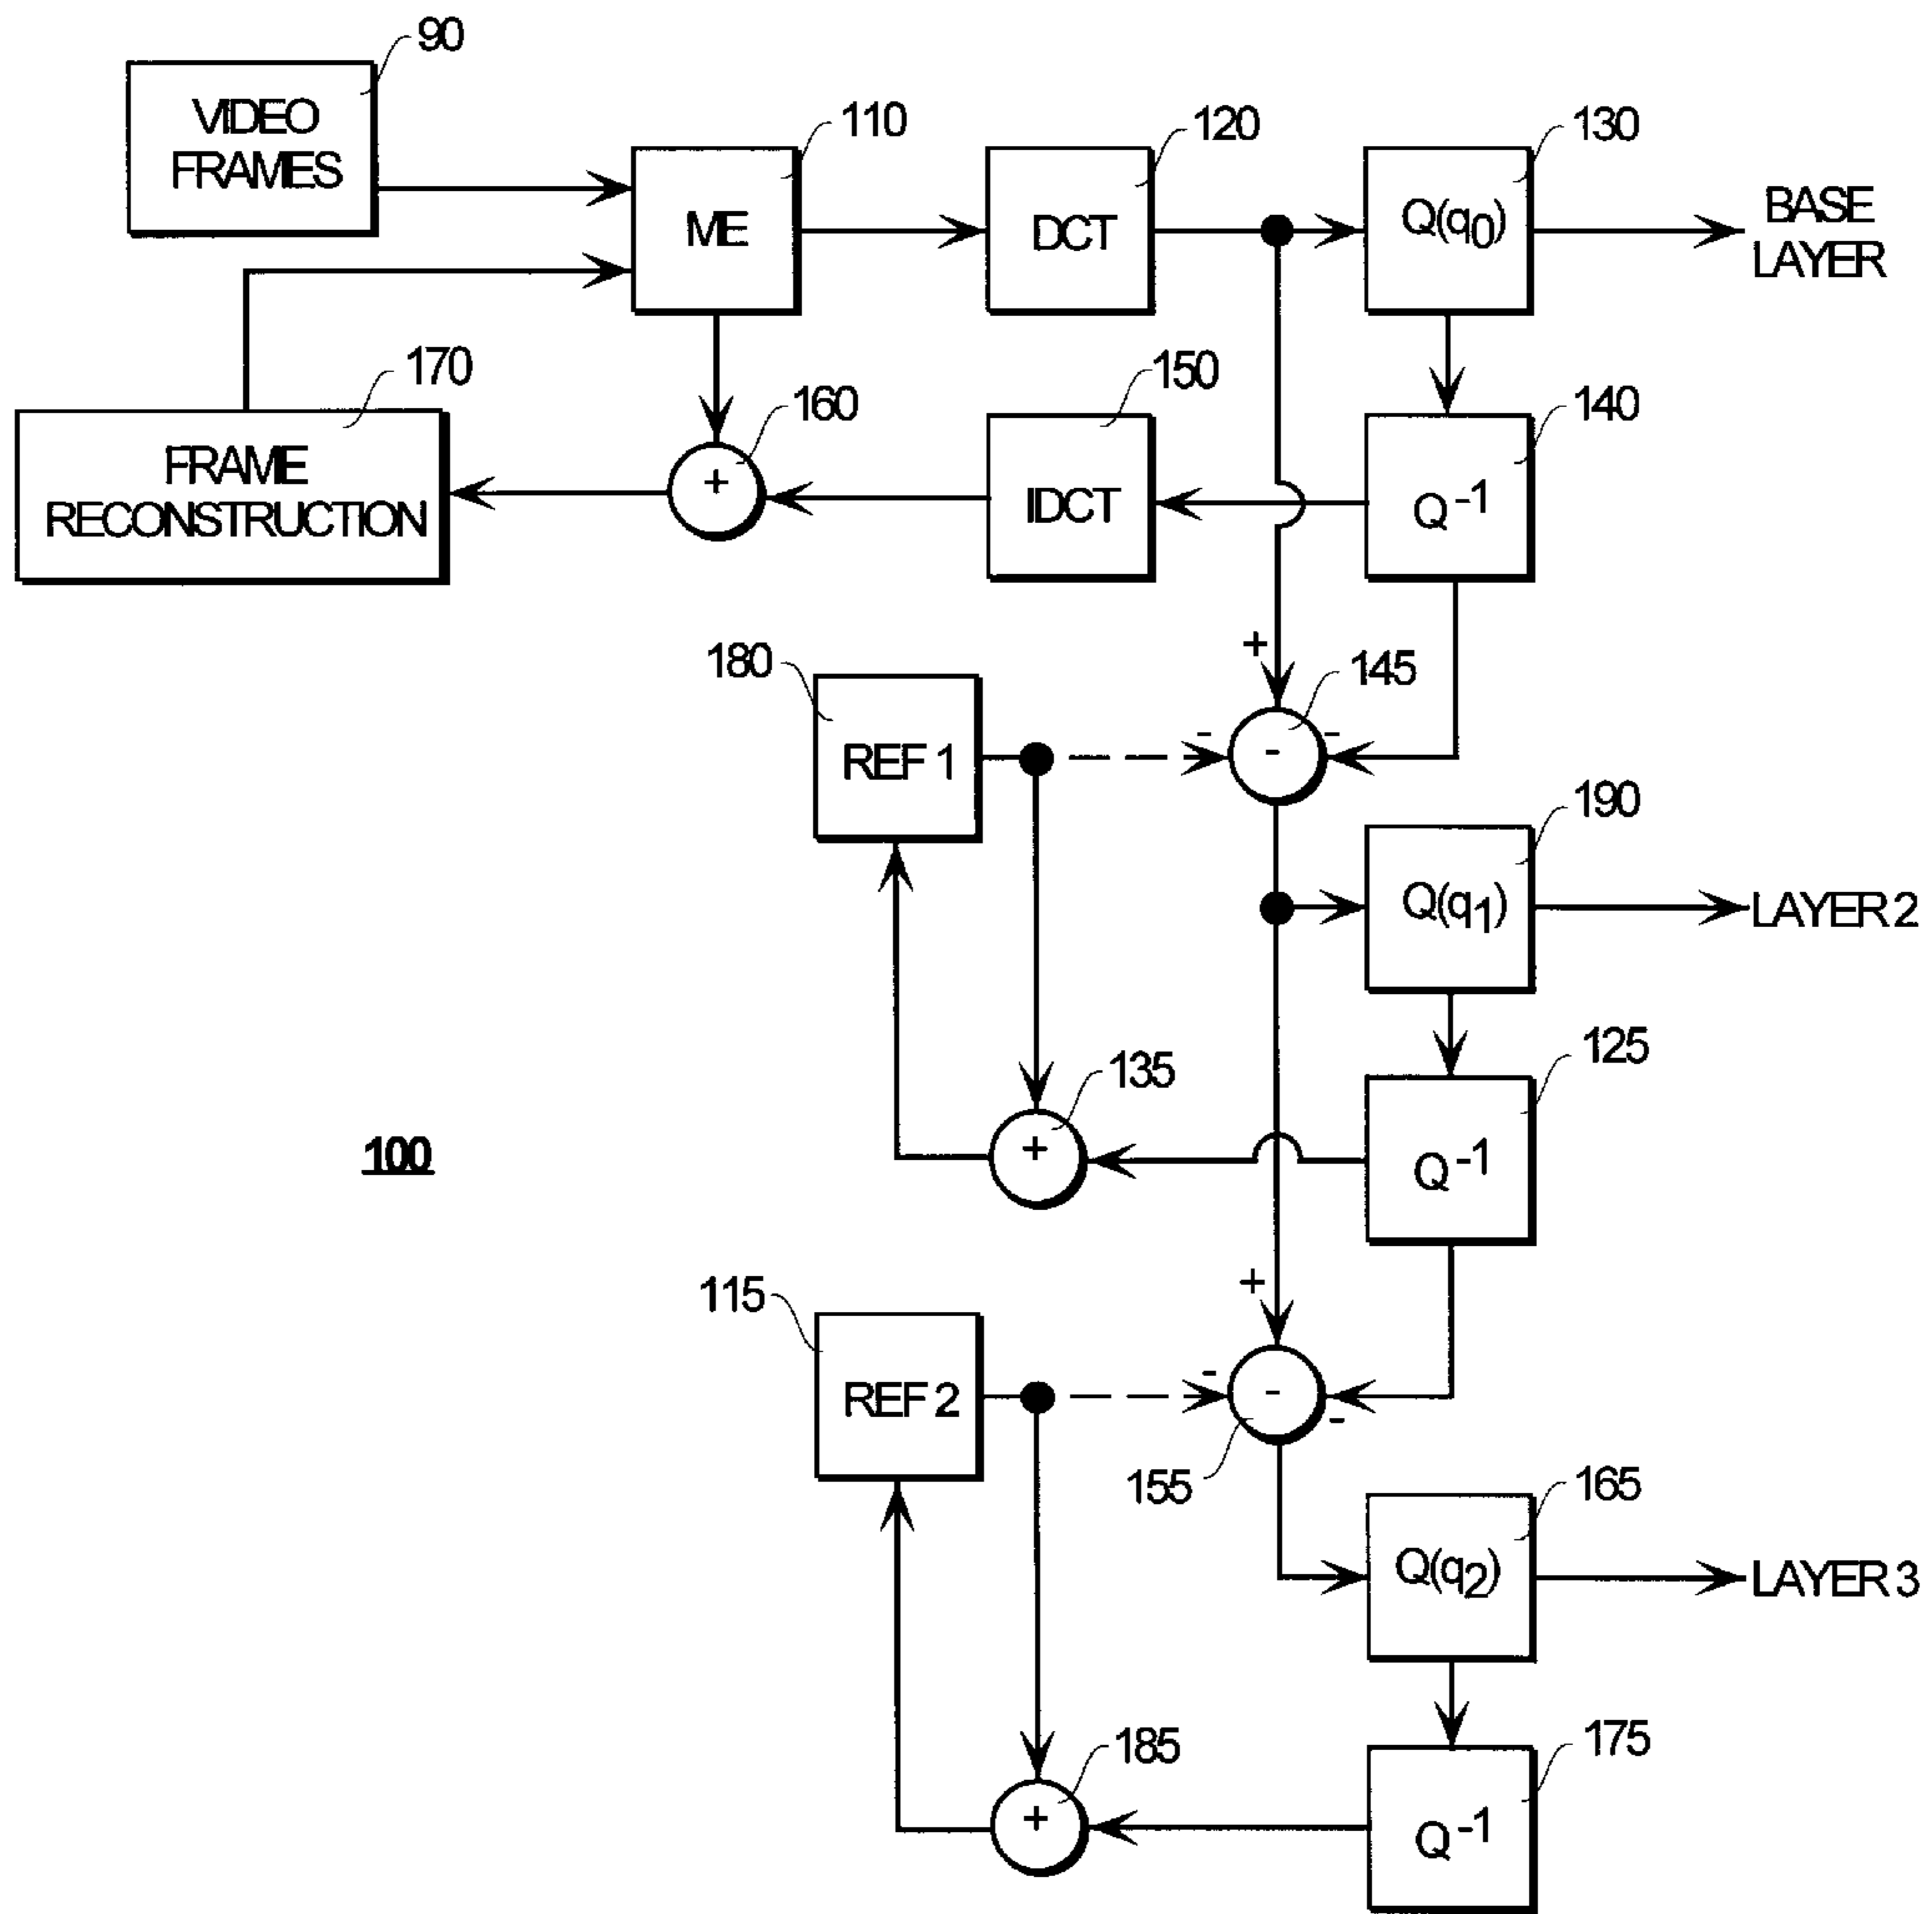 90
VIDEO
FRAMES
110
ME
120
DCT
130
Q(q0)
BASE
LAYER
170
FRAME
RECONSTRUCTION
160
+
150
IDCT
140
Q-1
+
180
REF 1
-
-
-
145
190
Q(q1)
LAYER 2
125
Q-1
135
+
100
+
115
REF 2
-
-
-
155
165
Q(q2)
LAYER 3
175
Q-1
185
+